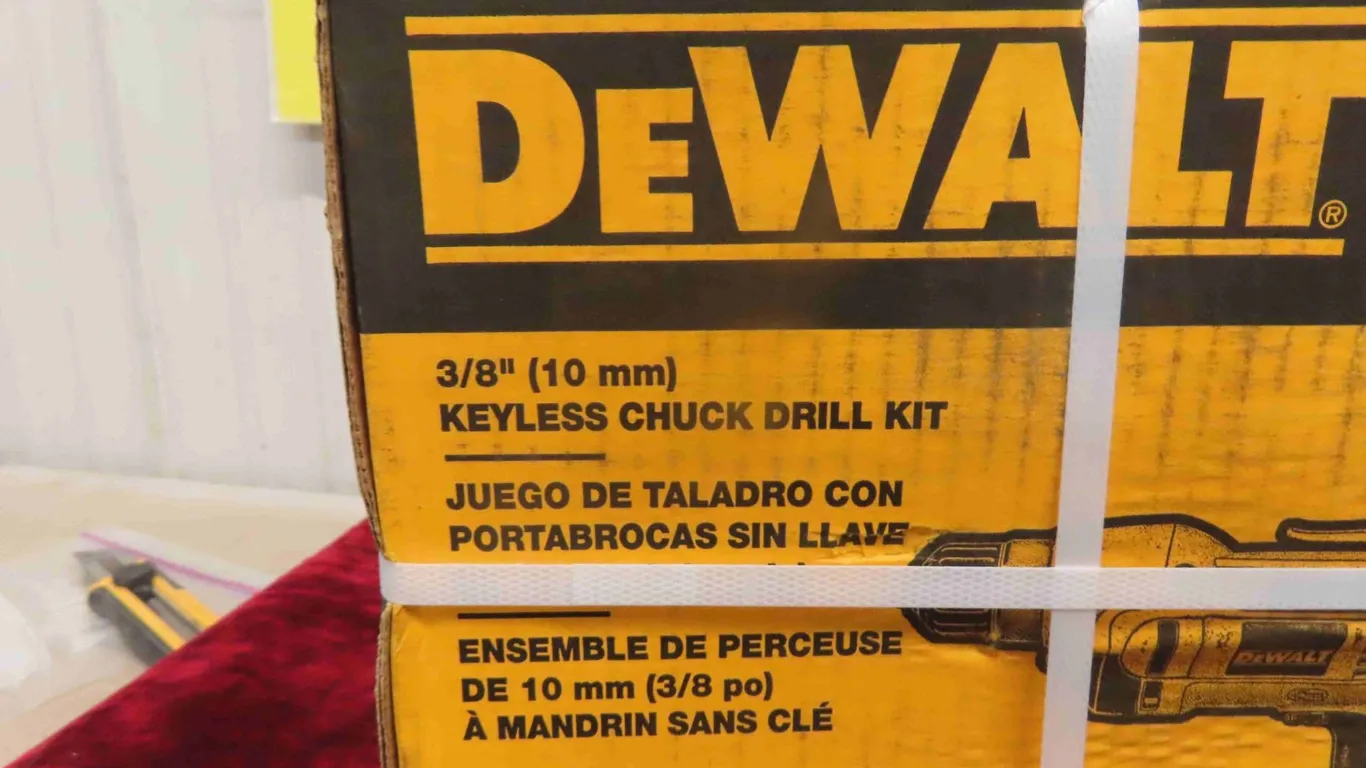 DEWALT®
3/8" (10 mm)
KEYLESS CHUCK DRILL KIT
JUEGO DE TALADRO CON
PORTABROCAS SIN LLAVE
ENSEMBLE DE PERCEUSE
DE 10 mm (3/8 po)
À MANDRIN SANS CLÉ
DEWALT